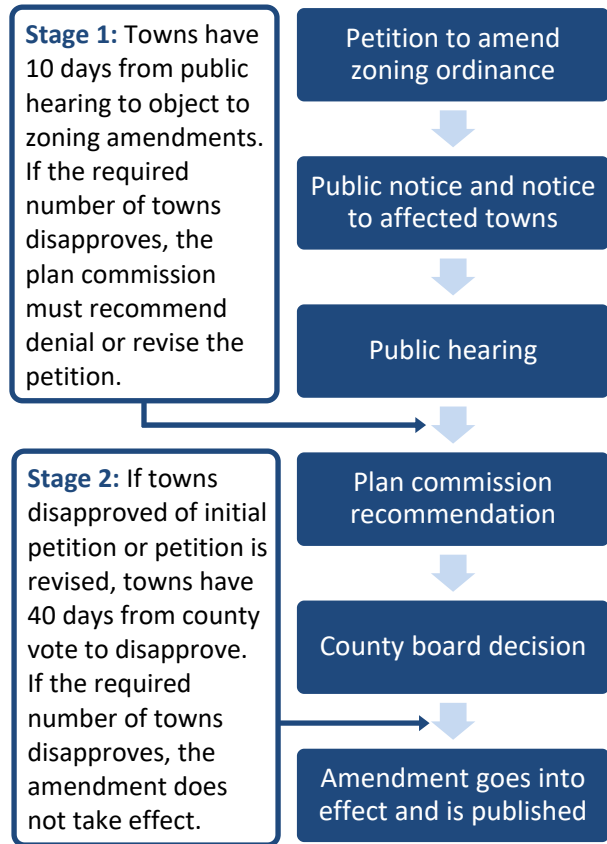 Stage 1: Towns have
10 days from public
hearing to object to
zoning amendments.
If the required
number of towns
disapproves, the
plan commission
must recommend
denial or revise the
petition.
Stage 2: If towns
disapproved of initial
petition or petition is
revised, towns have
40 days from county
vote to disapprove.
If the required
number of towns
disapproves, the
amendment does
not take effect.
Petition to amend
zoning ordinance
Public notice and notice
to affected towns
Public hearing
Plan commission
recommendation
County board decision
Amendment goes into
effect and is published